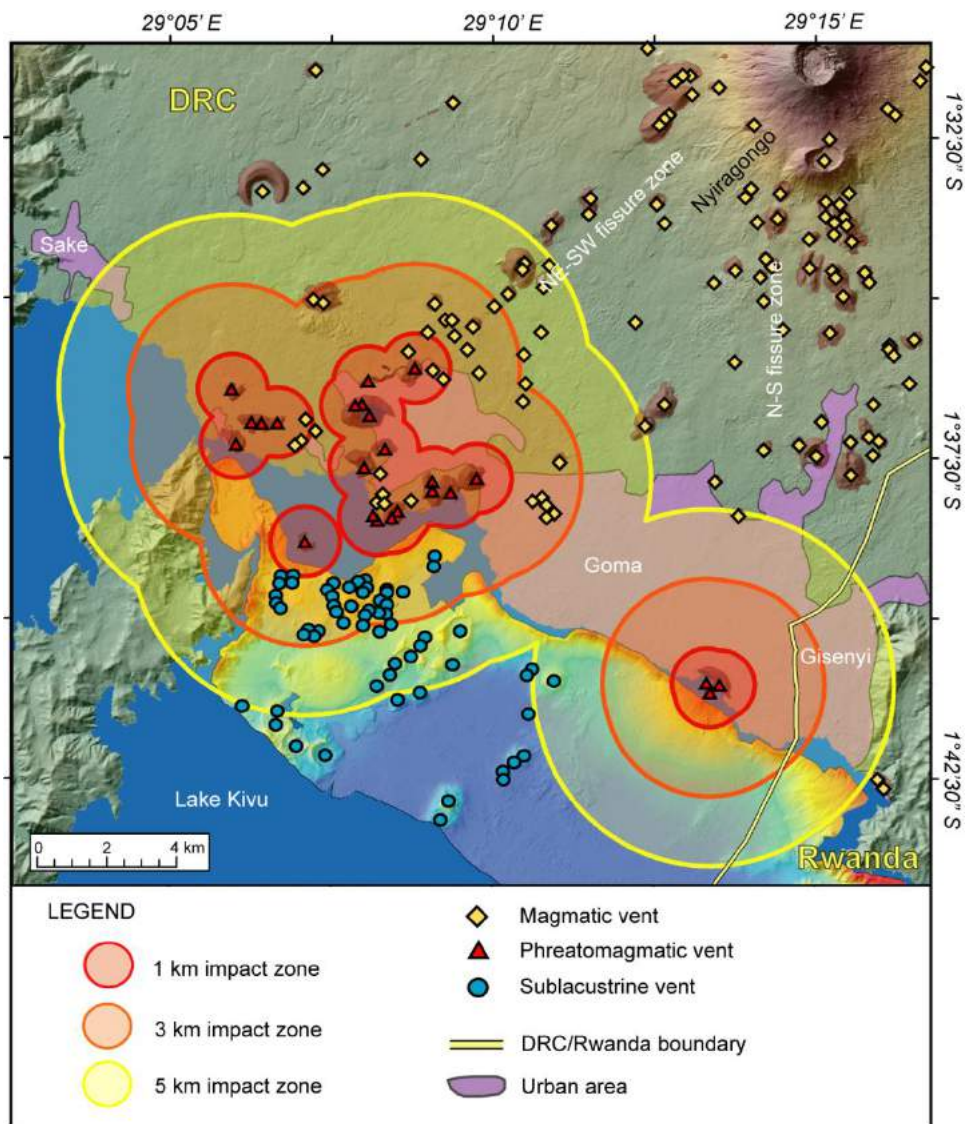 29°05' E
29°10' E
29°15' E
DRC
1°32'30" S
Nyiragongo
NE-SW fissure zone
Sake
N-S fissure zone
1°37'30" S
Goma
Gisenyi
1°42'30" S
Lake Kivu
0 2 4 km
Rwanda
LEGEND
1 km impact zone
3 km impact zone
5 km impact zone
Magmatic vent
Phreatomagmatic vent
Sublacustrine vent
DRC/Rwanda boundary
Urban area